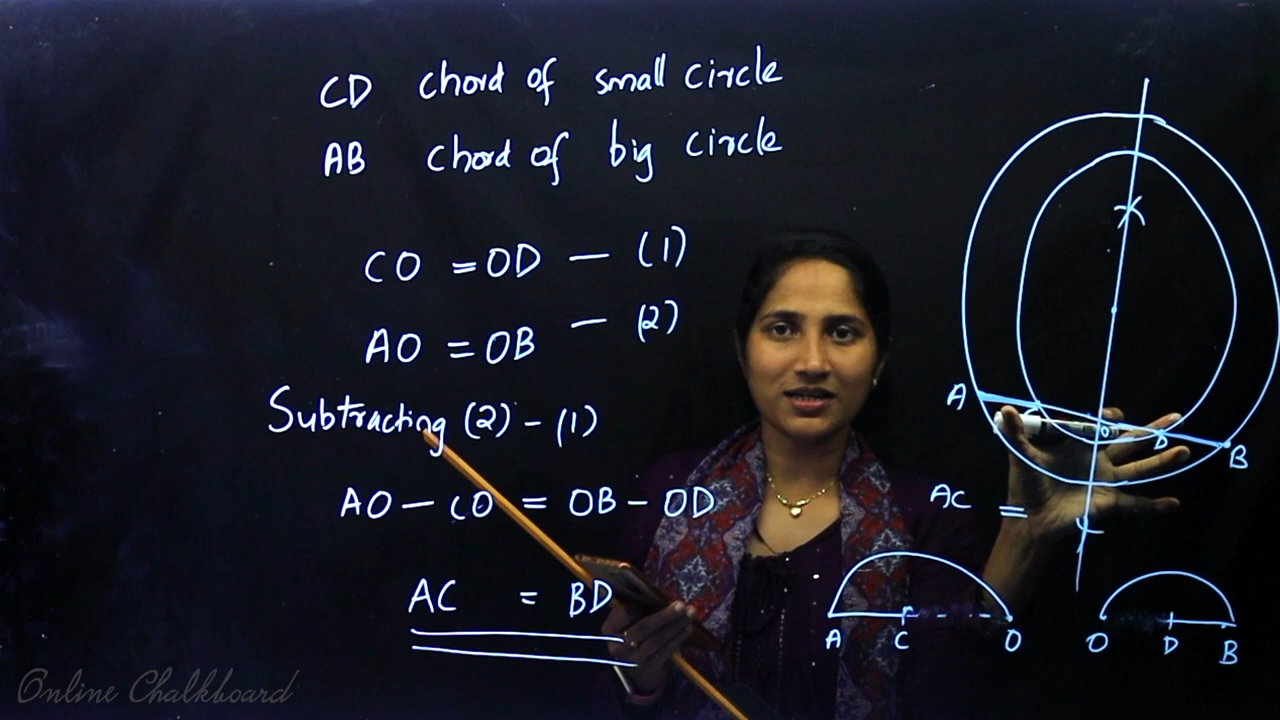 CD chord of small circle
AB chord of big circle
CO = OD — (1)
AO = OB — (2)
Subtracting (2) - (1)
AO — CO = OB - OD
AC = BD
A
C
O
D
B
AC =
A C O
O D B
Online Chalkboard